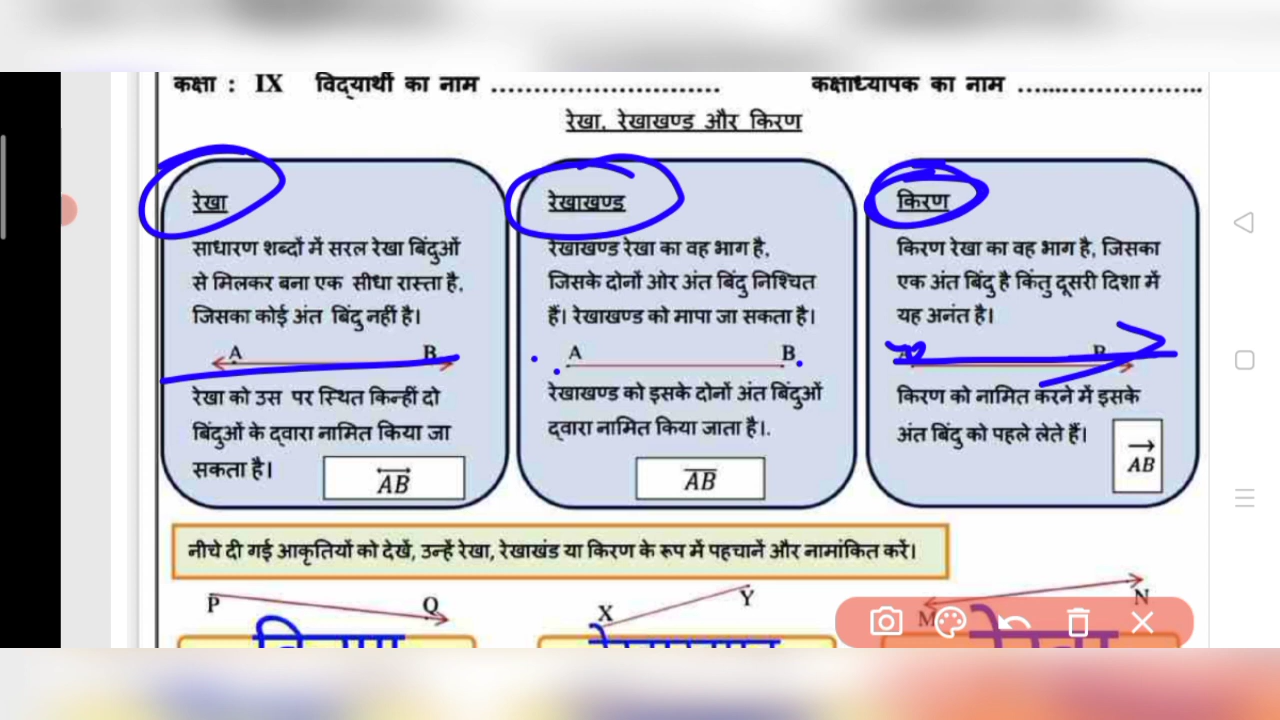 कक्षा : IX विद्यार्थी का नाम ........................... कक्षाध्यापक का नाम ......................
रेखा, रेखाखण्ड और किरण
रेखा
साधारण शब्दों में सरल रेखा बिंदुओं
से मिलकर बना एक सीधा रास्ता है,
जिसका कोई अंत बिंदु नहीं है।
A B
रेखा को उस पर स्थित किन्हीं दो
बिंदुओं के द्वारा नामित किया जा
सकता है।
AB
रेखाखण्ड
रेखाखण्ड रेखा का वह भाग है,
जिसके दोनों ओर अंत बिंदु निश्चित
हैं। रेखाखण्ड को मापा जा सकता है।
A B
रेखाखण्ड को इसके दोनों अंत बिंदुओं
द्वारा नामित किया जाता है।.
AB
किरण
किरण रेखा का वह भाग है, जिसका
एक अंत बिंदु है किंतु दूसरी दिशा में
यह अनंत है।
A B
किरण को नामित करने में इसके
अंत बिंदु को पहले लेते हैं।
AB
नीचे दी गई आकृतियों को देखें, उन्हें रेखा, रेखाखंड या किरण के रूप में पहचानें और नामांकित करें।
P Q
X Y
M N